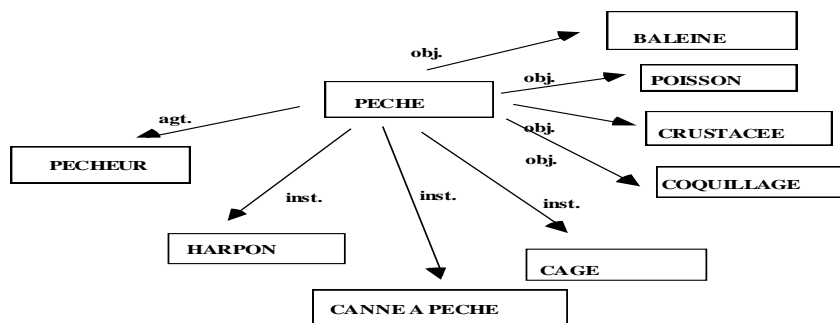 BALEINE
obj.
obj.
POISSON
PECHE
agt.
obj.
CRUSTACEE
PECHEUR
obj.
COQUILLAGE
inst.
inst.
inst.
HARPON
CAGE
CANNE A PECHE